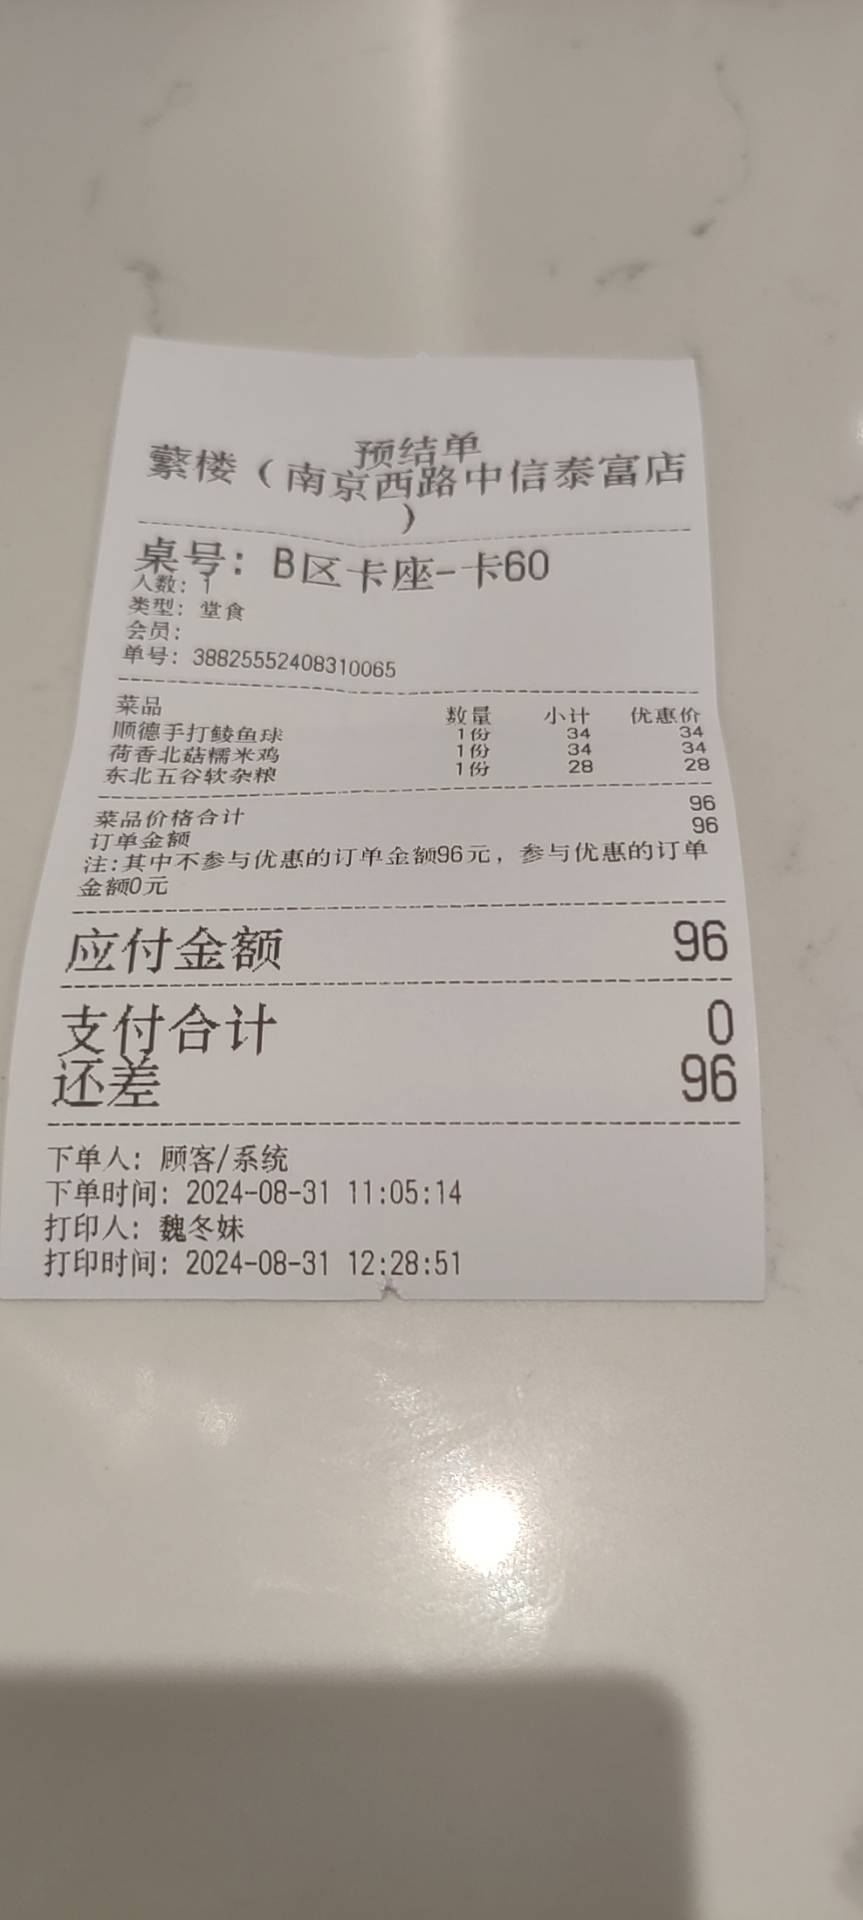 预结单
蘩楼（南京西路中信泰富店
）
桌号：B区卡座-卡60
人数：1
类型：堂食
会员：
单号：38825552408310065
菜品 数量 小计 优惠价
顺德手打鲮鱼球 1份 34 34
荷香北菇糯米鸡 1份 34 34
东北五谷软杂粮 1份 28 28
菜品价格合计 96
订单金额 96
注：其中不参与优惠的订单金额96元，参与优惠的订单
金额0元
应付金额 96
支付合计 0
还差 96
下单人：顾客/系统
下单时间：2024-08-31 11:05:14
打印人：魏冬妹
打印时间：2024-08-31 12:28:51